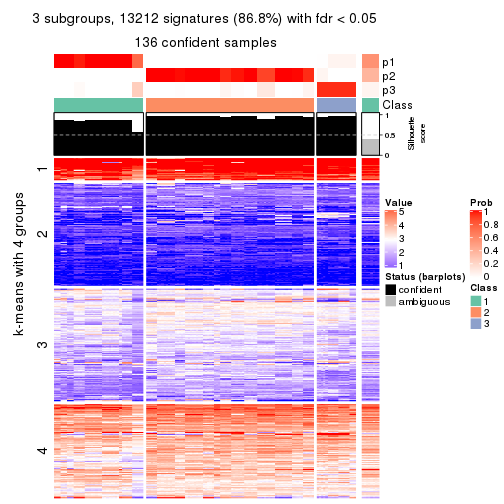 3 subgroups, 13212 signatures (86.8%) with fdr < 0.05
136 confident samples
p1
p2
p3
Class
1
0.5
0
Silhouette
score
k-means with 4 groups
1
2
3
4
Value
5
4
3
2
1
Status (barplots)
confident
ambiguous
Prob
1
0.8
0.6
0.4
0.2
0
Class
1
2
3